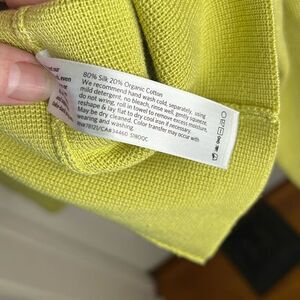 80% Silk 20% Organic Cotton
We recommend hand wash cold, separately, using
mild detergent, no bleach, rinse well, gently squeeze,
do not wring, roll in towel to remove excess moisture,
reshape & lay flat to dry cool iron if necessary.
May be dry cleaned. Color transfer may occur with
wearing and washing.